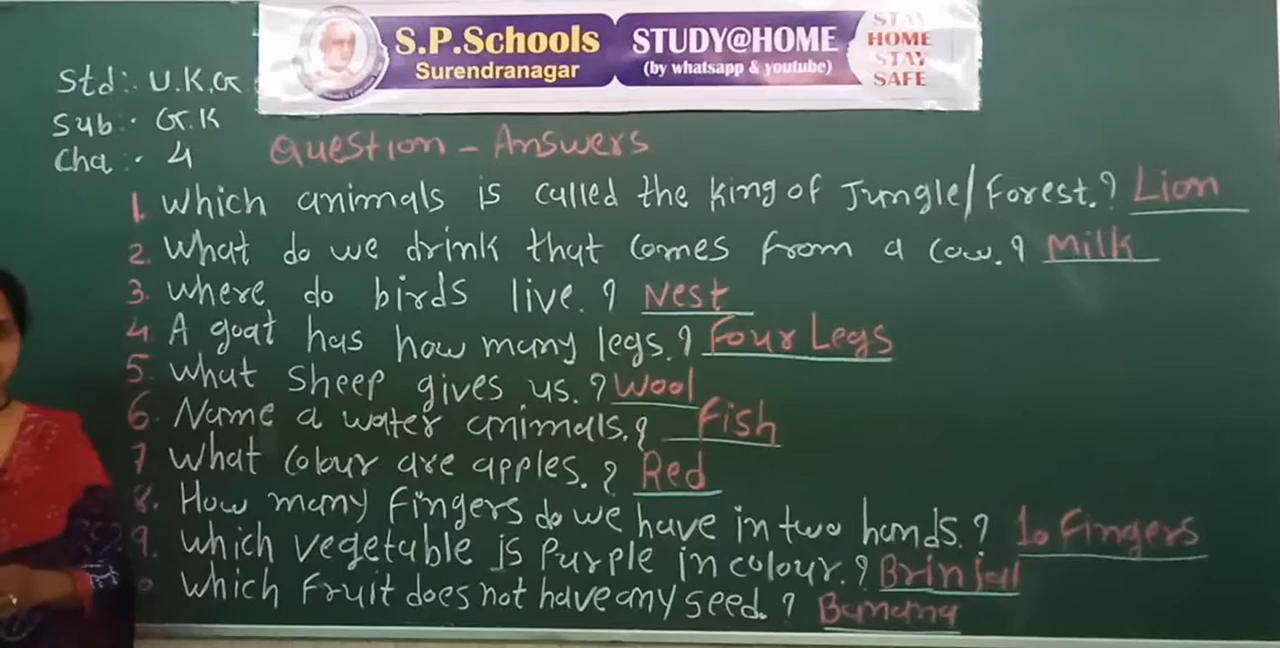 S.P.Schools
Surendranagar
STUDY@HOME
(by whatsapp & youtube)
STAY
HOME
STAY
SAFE
Std:- U.K.G
Sub:- G.K
Cha:- 4
Question - Answers
1. Which animals is called the king of Jungle/Forest.? Lion
2. What do we drink that comes from a cow.? Milk
3. Where do birds live.? Nest
4. A goat has how many legs.? Four Legs
5. What sheep gives us.? Wool
6. Name a water animals.? Fish
7. What colour are apples.? Red
8. How many fingers do we have in two hands.? 10 Fingers
9. Which vegetable is purple in colour.? Brinjal
Which Fruit does not have any seed.? Banana